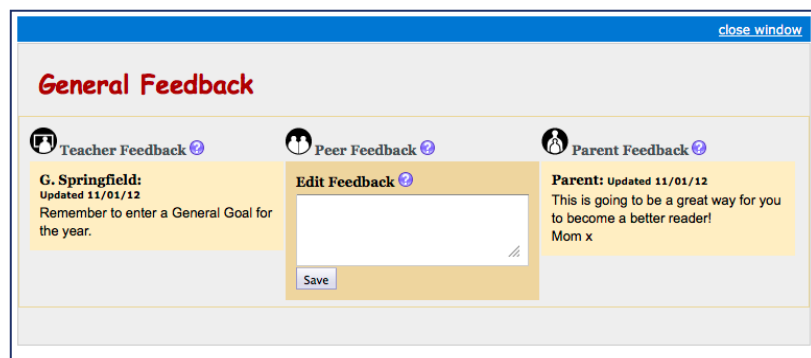 close window
General Feedback
Teacher Feedback ?
G. Springfield:
Updated 11/01/12
Remember to enter a General Goal for
the year.
Peer Feedback ?
Edit Feedback ?
Save
Parent Feedback ?
Parent: Updated 11/01/12
This is going to be a great way for you
to become a better reader!
Mom x